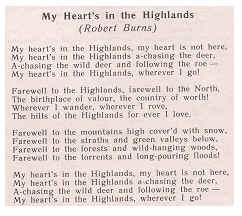 My Heart's in the Highlands
(Robert Burns)
My heart's in the Highlands, my heart is not here,
My heart's in the Highlands a-chasing the deer,
A-chasing the wild deer and following the roe —
My heart's in the Highlands, wherever I go!
Farewell to the Highlands, farewell to the North,
The birthplace of valour, the country of worth!
Wherever I wander, wherever I rove,
The hills of the Highlands for ever I love.
Farewell to the mountains high cover'd with snow,
Farewell to the straths and green valleys below,
Farewell to the forests and wild-hanging woods,
Farewell to the torrents and long-pouring floods!
My heart's in the Highlands, my heart is not here,
My heart's in the Highlands a-chasing the deer,
A-chasing the wild deer and following the roe —
My heart's in the Highlands, wherever I go!